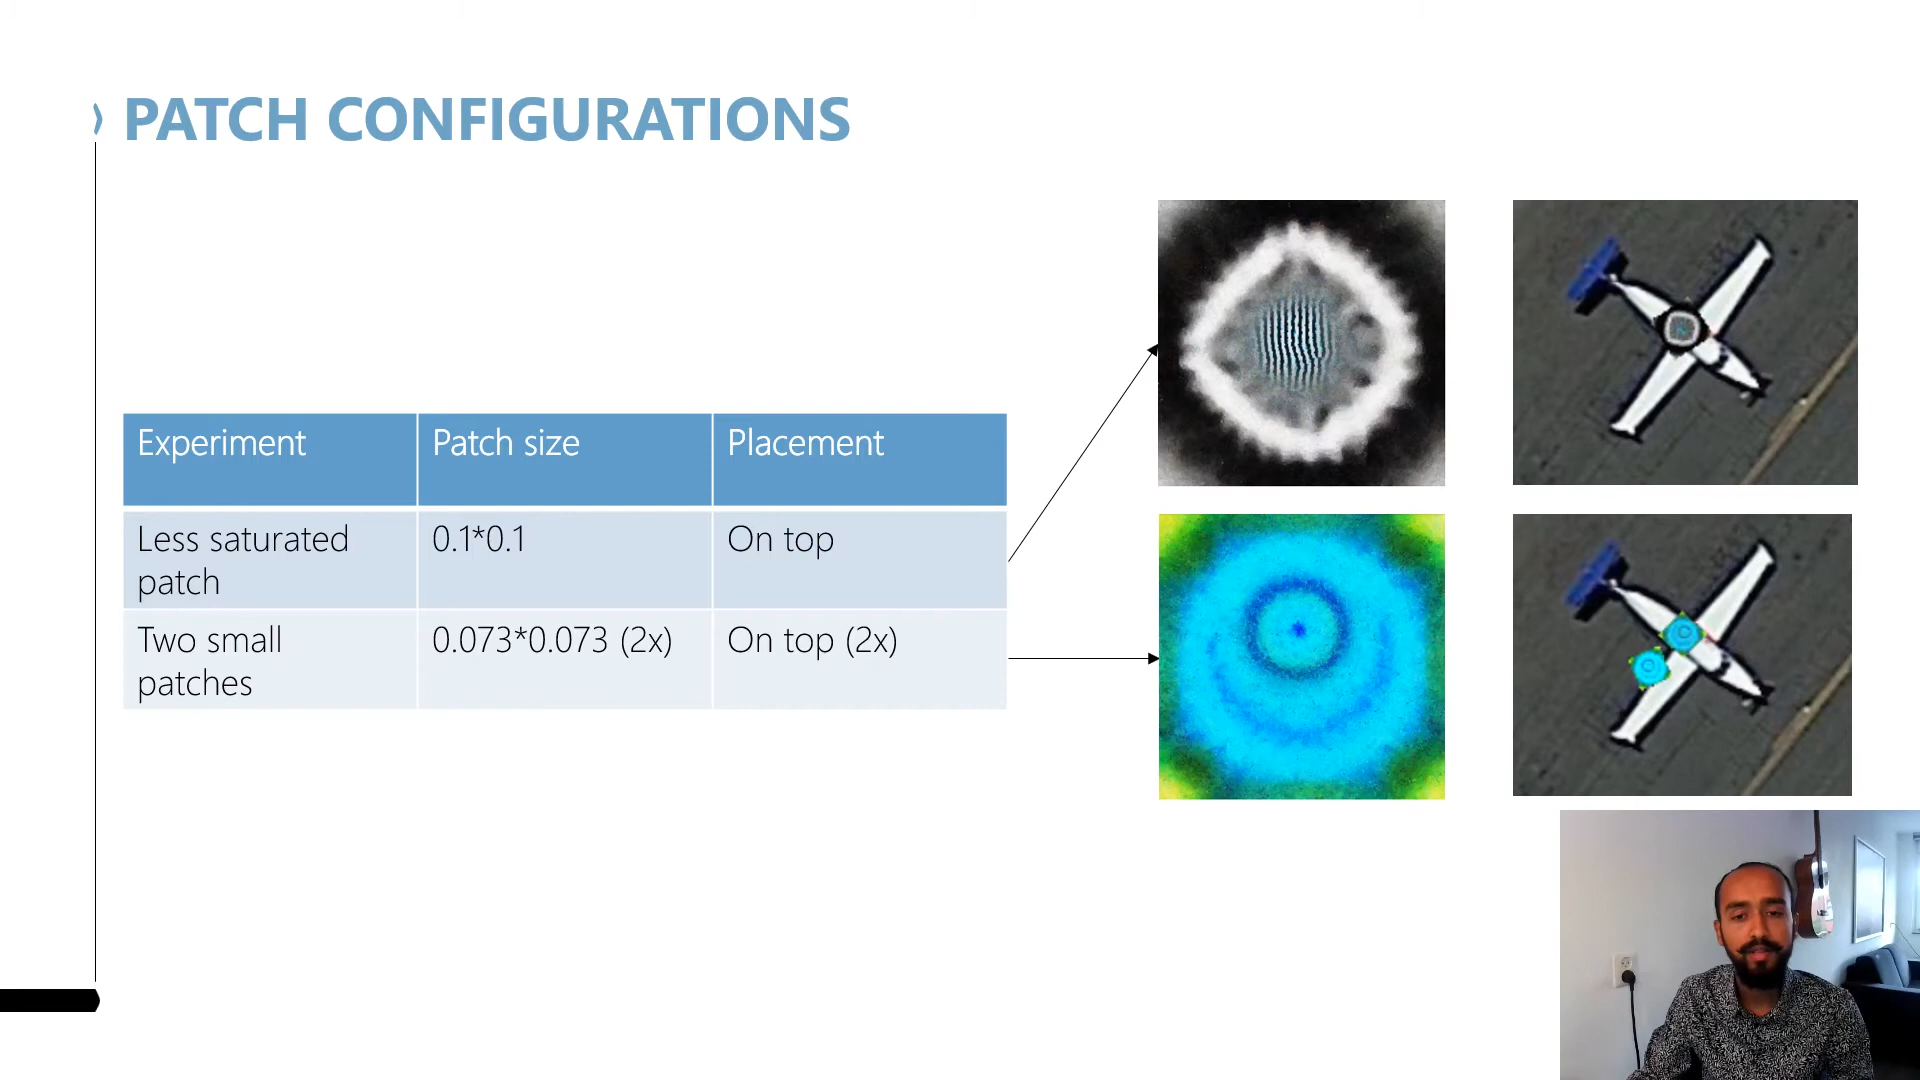 PATCH CONFIGURATIONS
Experiment Patch size Placement
Less saturated patch 0.1*0.1 On top
Two small patches 0.073*0.073 (2x) On top (2x)